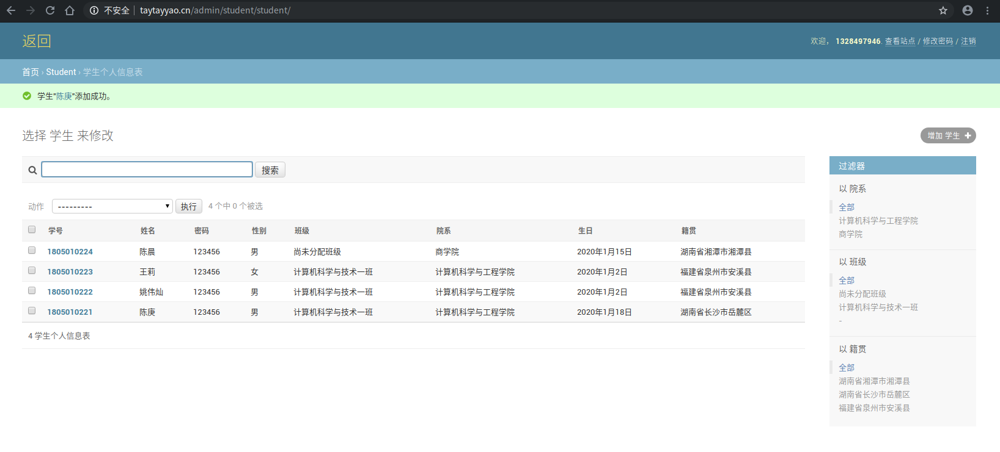 不安全 taytayyao.cn/admin/student/student/
返回
欢迎， 1328497946. 查看站点 / 修改密码 / 注销
首页 › Student › 学生个人信息表
学生"陈庚"添加成功。
选择 学生 来修改
增加 学生
搜索
动作 --------- 执行 4 个中 0 个被选
学号 姓名 密码 性别 班级 院系 生日 籍贯
1805010224 陈晨 123456 男 尚未分配班级 商学院 2020年1月15日 湖南省湘潭市湘潭县
1805010223 王莉 123456 女 计算机科学与技术一班 计算机科学与工程学院 2020年1月2日 福建省泉州市安溪县
1805010222 姚伟灿 123456 男 计算机科学与技术一班 计算机科学与工程学院 2020年1月2日 福建省泉州市安溪县
1805010221 陈庚 123456 男 计算机科学与技术一班 计算机科学与工程学院 2020年1月18日 湖南省长沙市岳麓区
4 学生个人信息表
过滤器
以 院系
全部
计算机科学与工程学院
商学院
以 班级
全部
尚未分配班级
计算机科学与技术一班
-
以 籍贯
全部
湖南省湘潭市湘潭县
湖南省长沙市岳麓区
福建省泉州市安溪县